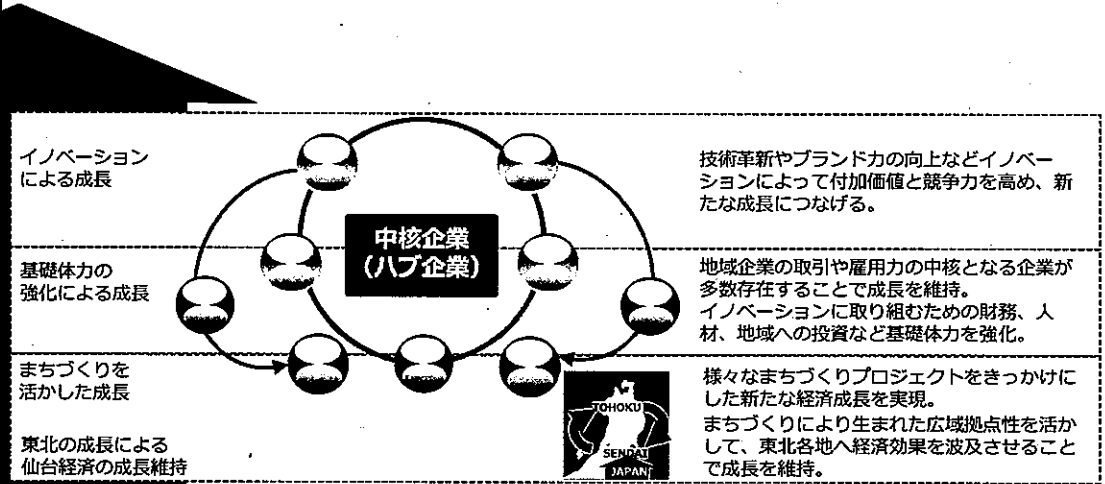 イノベーション
による成長
中核企業
(ハブ企業)
技術革新やブランド力の向上などイノベー
ションによって付加価値と競争力を高め、新
たな成長につなげる。
基礎体力の
強化による成長
地域企業の取引や雇用力の中核となる企業が
多数存在することで成長を維持。
イノベーションに取り組むための財務、人
材、地域への投資など基礎体力を強化。
まちづくりを
活かした成長
東北の成長による
仙台経済の成長維持
TOHOKU
SENDAI
JAPAN
様々なまちづくりプロジェクトをきっかけに
した新たな経済成長を実現。
まちづくりにより生まれた広域拠点性を活か
して、東北各地へ経済効果を波及させること
で成長を維持。